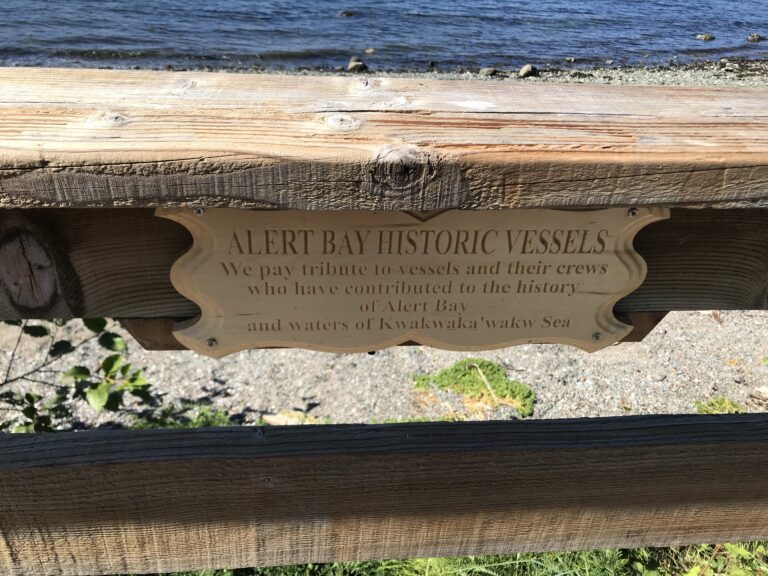 ALERT BAY HISTORIC VESSELS
We pay tribute to vessels and their crews
who have contributed to the history
of Alert Bay
and waters of Kwakwaka'wakw Sea